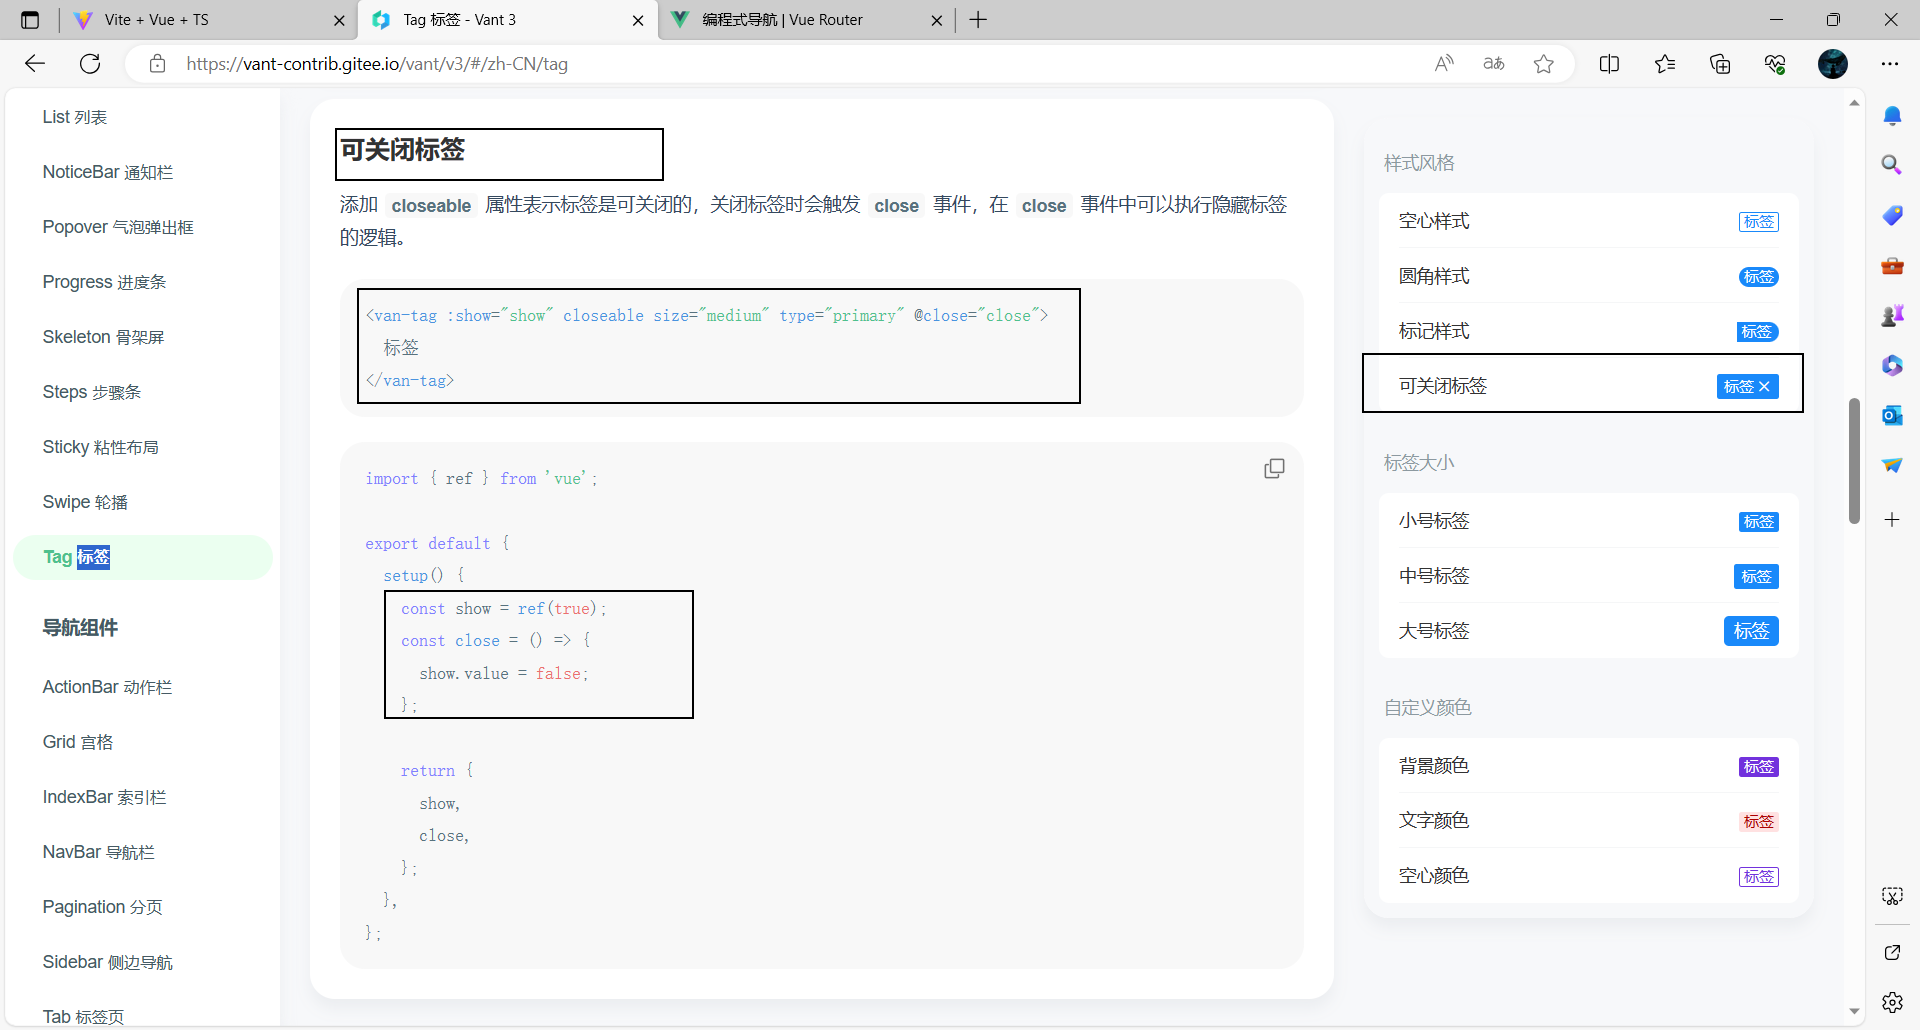 Vite + Vue + TS
Tag 标签 - Vant 3
编程式导航 | Vue Router
https://vant-contrib.gitee.io/vant/v3/#/zh-CN/tag
List 列表
NoticeBar 通知栏
Popover 气泡弹出框
Progress 进度条
Skeleton 骨架屏
Steps 步骤条
Sticky 粘性布局
Swipe 轮播
Tag 标签
导航组件
ActionBar 动作栏
Grid 宫格
IndexBar 索引栏
NavBar 导航栏
Pagination 分页
Sidebar 侧边导航
Tab 标签页
可关闭标签
添加 closeable 属性表示标签是可关闭的，关闭标签时会触发 close 事件，在 close 事件中可以执行隐藏标签
的逻辑。
<van-tag :show="show" closeable size="medium" type="primary" @close="close">
标签
</van-tag>
import { ref } from 'vue';
export default {
setup() {
const show = ref(true);
const close = () => {
show.value = false;
};
return {
show,
close,
};
},
};
样式风格
空心样式 标签
圆角样式 标签
标记样式 标签
可关闭标签 标签 ×
标签大小
小号标签 标签
中号标签 标签
大号标签 标签
自定义颜色
背景颜色 标签
文字颜色 标签
空心颜色 标签